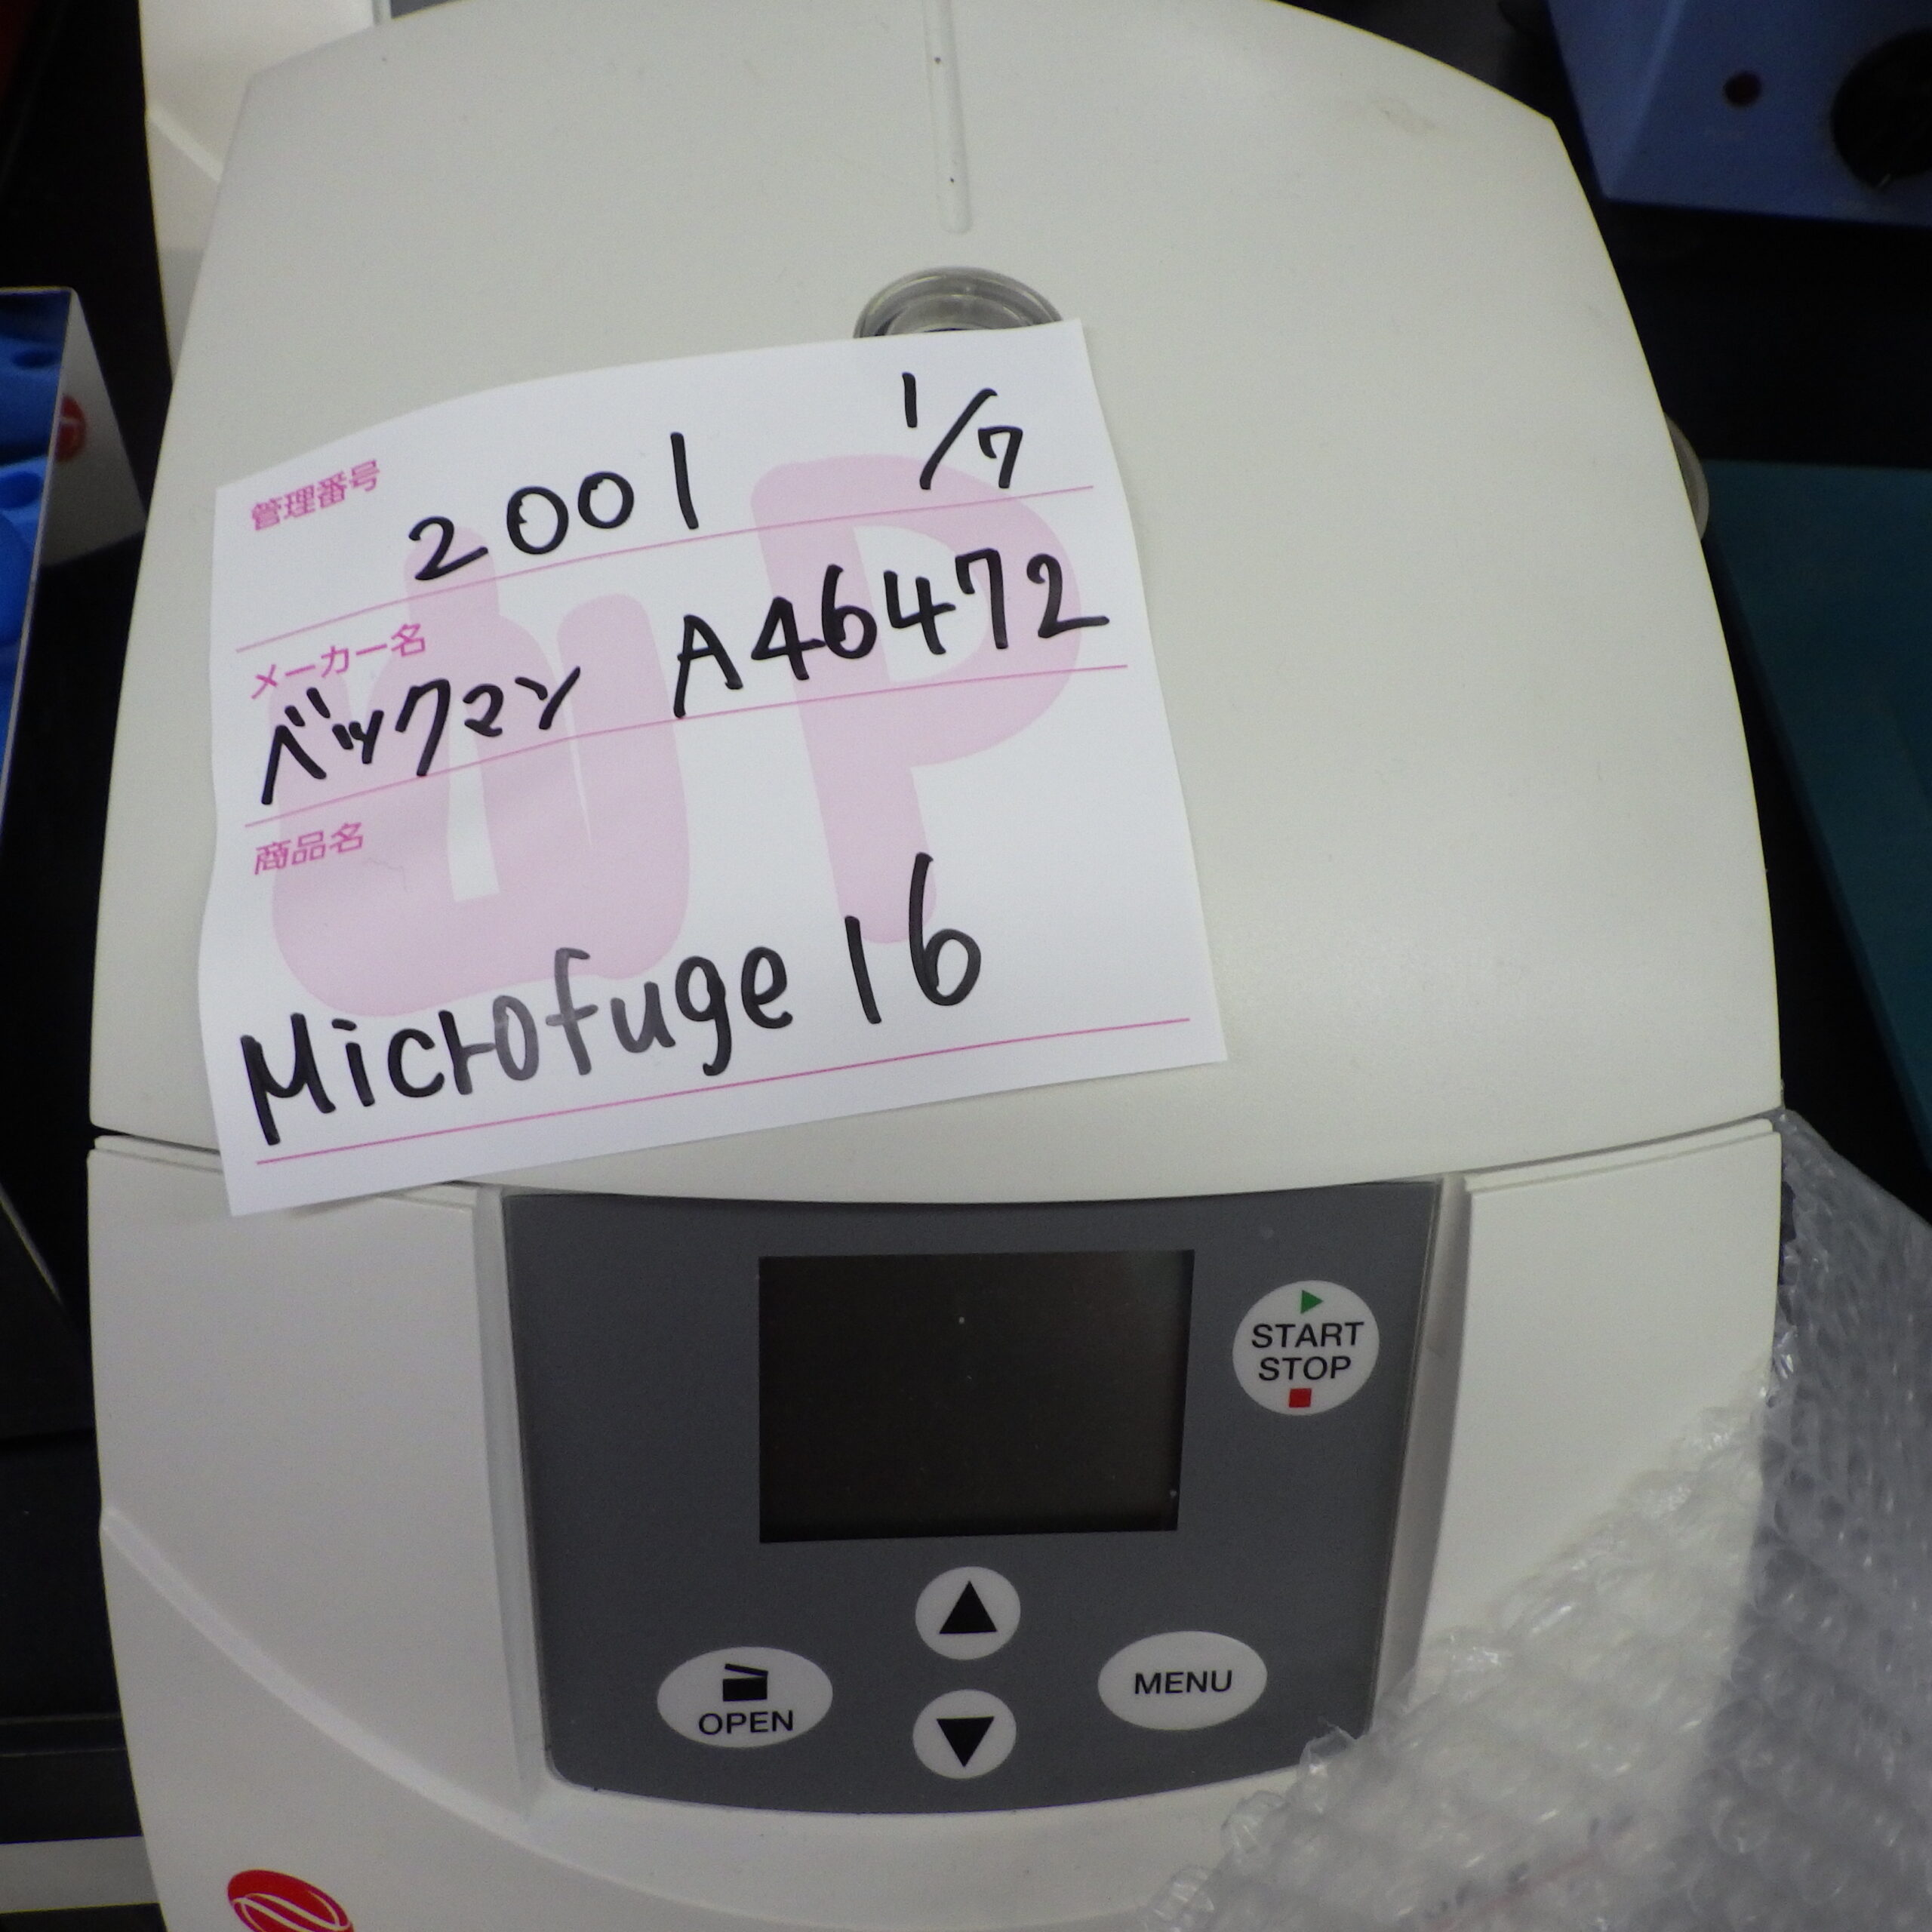 管理番号 2001 1/7
メーカー名
ベックマン A46472
商品名
Microfuge 16
UP
START
STOP
OPEN
MENU